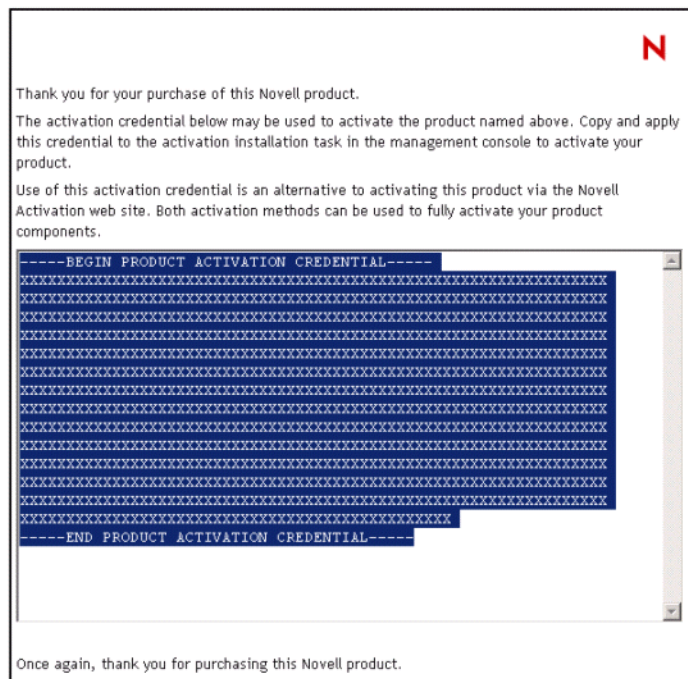 N
Thank you for your purchase of this Novell product.
The activation credential below may be used to activate the product named above. Copy and apply
this credential to the activation installation task in the management console to activate your
product.
Use of this activation credential is an alternative to activating this product via the Novell
Activation web site. Both activation methods can be used to fully activate your product
components.
-----BEGIN PRODUCT ACTIVATION CREDENTIAL-----
XXXXXXXXXXXXXXXXXXXXXXXXXXXXXXXXXXXXXXXXXXXXXXXXXXXXXXXXXXXXXXXX
XXXXXXXXXXXXXXXXXXXXXXXXXXXXXXXXXXXXXXXXXXXXXXXXXXXXXXXXXXXXXXXX
XXXXXXXXXXXXXXXXXXXXXXXXXXXXXXXXXXXXXXXXXXXXXXXXXXXXXXXXXXXXXXXX
XXXXXXXXXXXXXXXXXXXXXXXXXXXXXXXXXXXXXXXXXXXXXXXXXXXXXXXXXXXXXXXX
XXXXXXXXXXXXXXXXXXXXXXXXXXXXXXXXXXXXXXXXXXXXXXXXXXXXXXXXXXXXXXXX
XXXXXXXXXXXXXXXXXXXXXXXXXXXXXXXXXXXXXXXXXXXXXXXXXXXXXXXXXXXXXXXX
XXXXXXXXXXXXXXXXXXXXXXXXXXXXXXXXXXXXXXXXXXXXXXXXXXXXXXXXXXXXXXXX
XXXXXXXXXXXXXXXXXXXXXXXXXXXXXXXXXXXXXXXXXXXXXXXXXXXXXXXXXXXXXXXX
XXXXXXXXXXXXXXXXXXXXXXXXXXXXXXXXXXXXXXXXXXXXXXXXXXXXXXXXXXXXXXXX
XXXXXXXXXXXXXXXXXXXXXXXXXXXXXXXXXXXXXXXXXXXXXXXXXXXXXXXXXXXXXXXX
XXXXXXXXXXXXXXXXXXXXXXXXXXXXXXXXXXXXXXXXXXXXXXXXXXXXXXXXXXXXXXXX
XXXXXXXXXXXXXXXXXXXXXXXXXXXXXXXXXXXXXXXXXXXXXXXXXXXXXXXXXXXXXXXX
XXXXXXXXXXXXXXXXXXXXXXXXXXXXXXXXXXXXXXXXXXXXXXXXXXXXXXXXXXXXXXXX
XXXXXXXXXXXXXXXXXXXXXXXXXXXXXXXXXXXXXXXXXXXXXXX
-----END PRODUCT ACTIVATION CREDENTIAL-----
Once again, thank you for purchasing this Novell product.